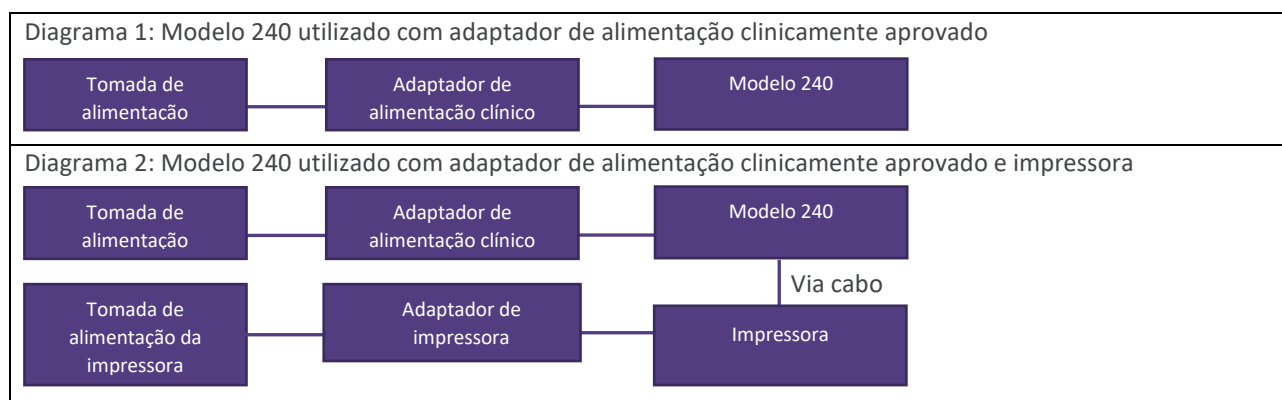 Diagrama 1: Modelo 240 utilizado com adaptador de alimentação clinicamente aprovado
Tomada de
alimentação
Adaptador de
alimentação clínico
Modelo 240
Diagrama 2: Modelo 240 utilizado com adaptador de alimentação clinicamente aprovado e impressora
Tomada de
alimentação
Adaptador de
alimentação clínico
Modelo 240
Via cabo
Tomada de
alimentação da
impressora
Adaptador de
impressora
Impressora